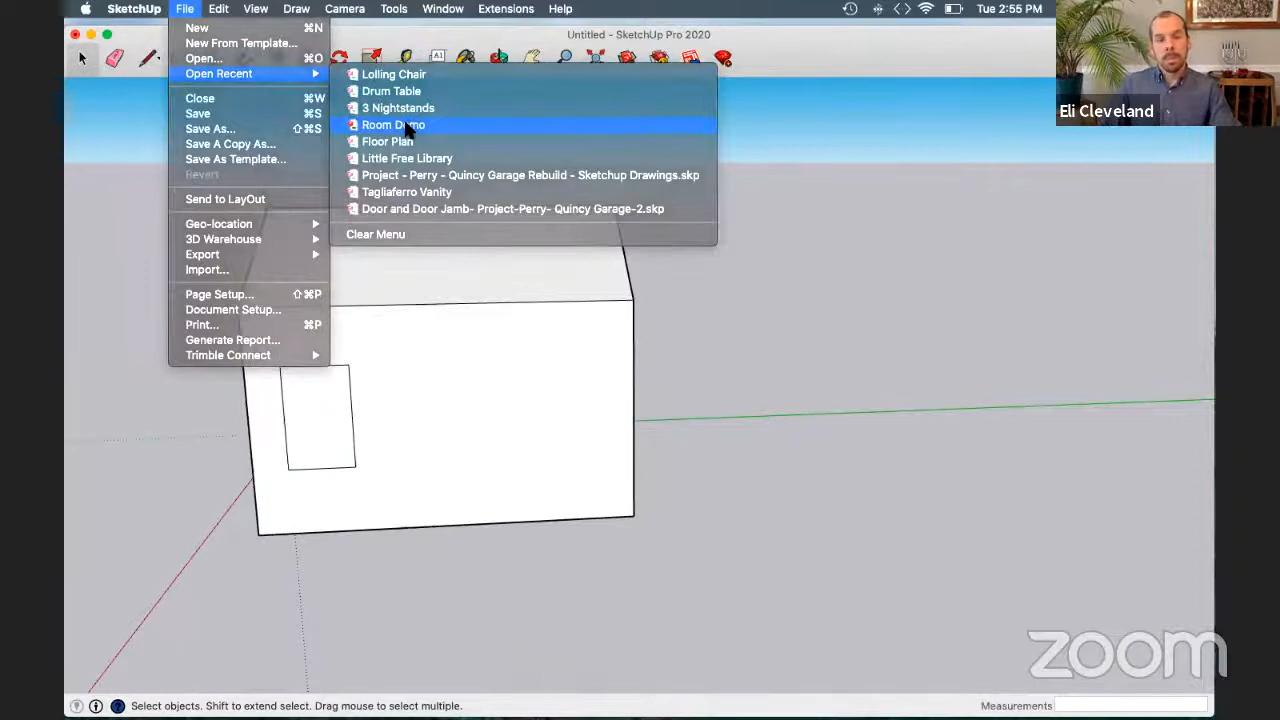 SketchUp File Edit View Draw Camera Tools Window Extensions Help Tue 2:55 PM
Untitled - SketchUp Pro 2020
New ⌘N
New From Template...
Open... ⌘O
Open Recent
Close ⌘W
Save ⌘S
Save As... ⇧⌘S
Save A Copy As...
Save As Template...
Revert
Send to LayOut
Geo-location
3D Warehouse
Export
Import...
Page Setup... ⇧⌘P
Document Setup...
Print... ⌘P
Generate Report...
Trimble Connect
Lolling Chair
Drum Table
3 Nightstands
Room Demo
Floor Plan
Little Free Library
Project - Perry - Quincy Garage Rebuild - Sketchup Drawings.skp
Tagliaferro Vanity
Door and Door Jamb- Project-Perry- Quincy Garage-2.skp
Clear Menu
A1
Eli Cleveland
zoom
Select objects. Shift to extend select. Drag mouse to select multiple.
Measurements